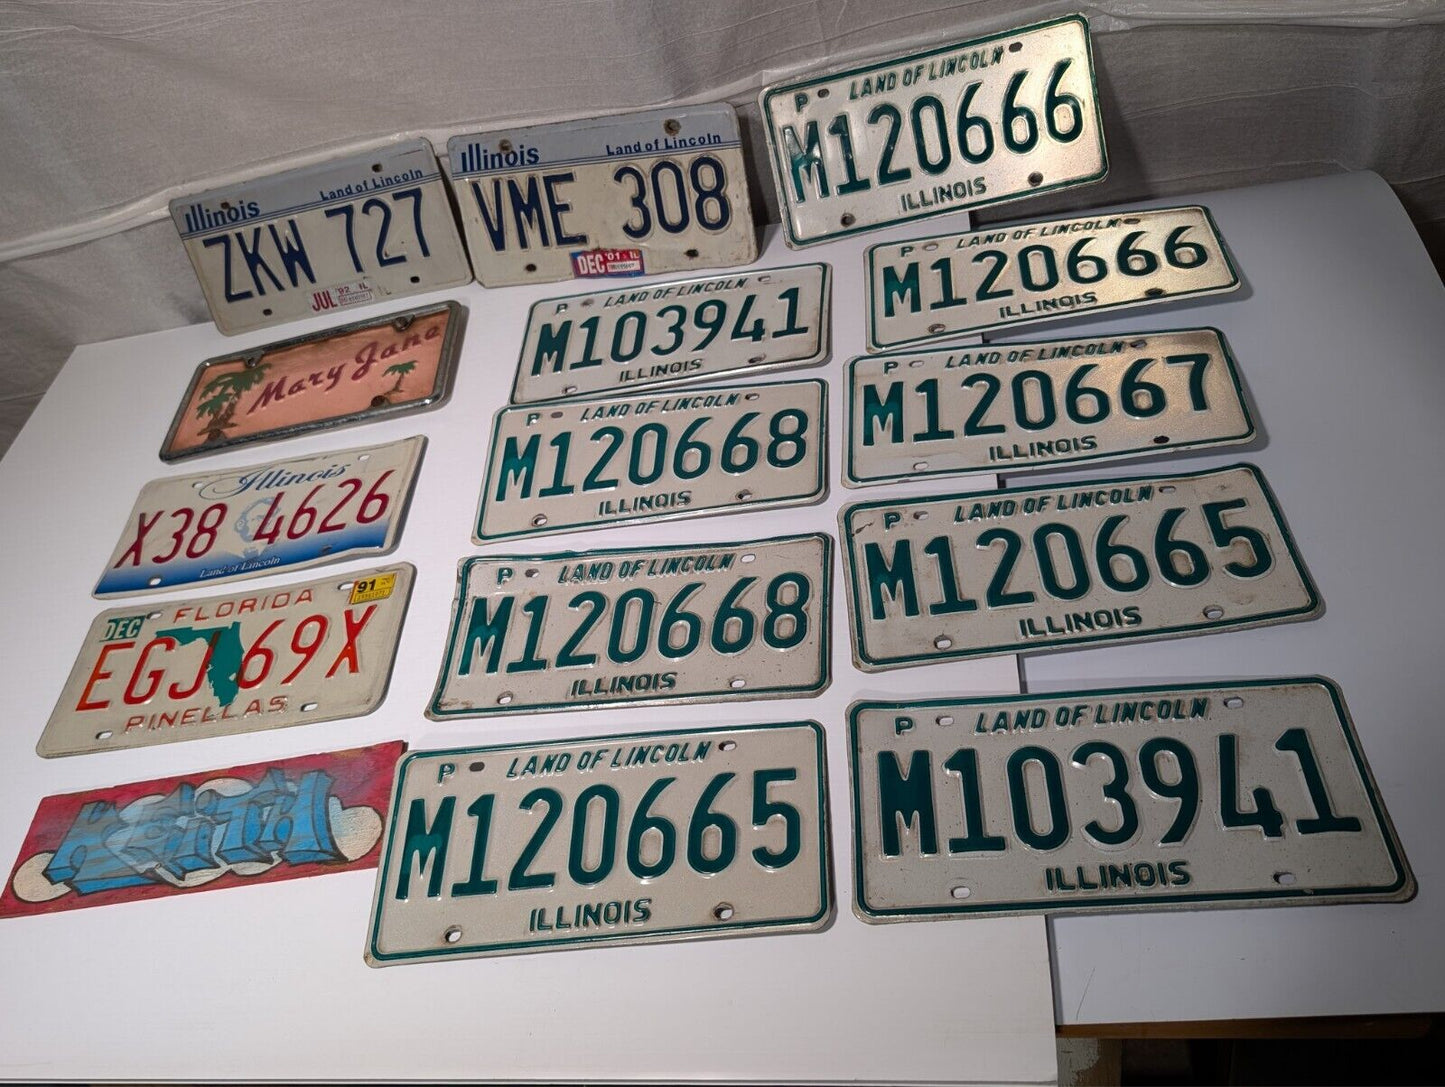 Illinois
Land of Lincoln
ZKW 727
JUL '92 IL
Illinois
Land of Lincoln
VME 308
DEC '01 IL
P LAND OF LINCOLN
M120666
ILLINOIS
P LAND OF LINCOLN
M120666
ILLINOIS
P LAND OF LINCOLN
M103941
ILLINOIS
Mary Jane
P LAND OF LINCOLN
M120667
ILLINOIS
P LAND OF LINCOLN
M120668
ILLINOIS
Illinois
X38 4626
Land of Lincoln
P LAND OF LINCOLN
M120665
ILLINOIS
P LAND OF LINCOLN
M120668
ILLINOIS
91
FLORIDA
DEC
EGJ 69X
PINELLAS
P LAND OF LINCOLN
M103941
ILLINOIS
P LAND OF LINCOLN
M120665
ILLINOIS
KEITH